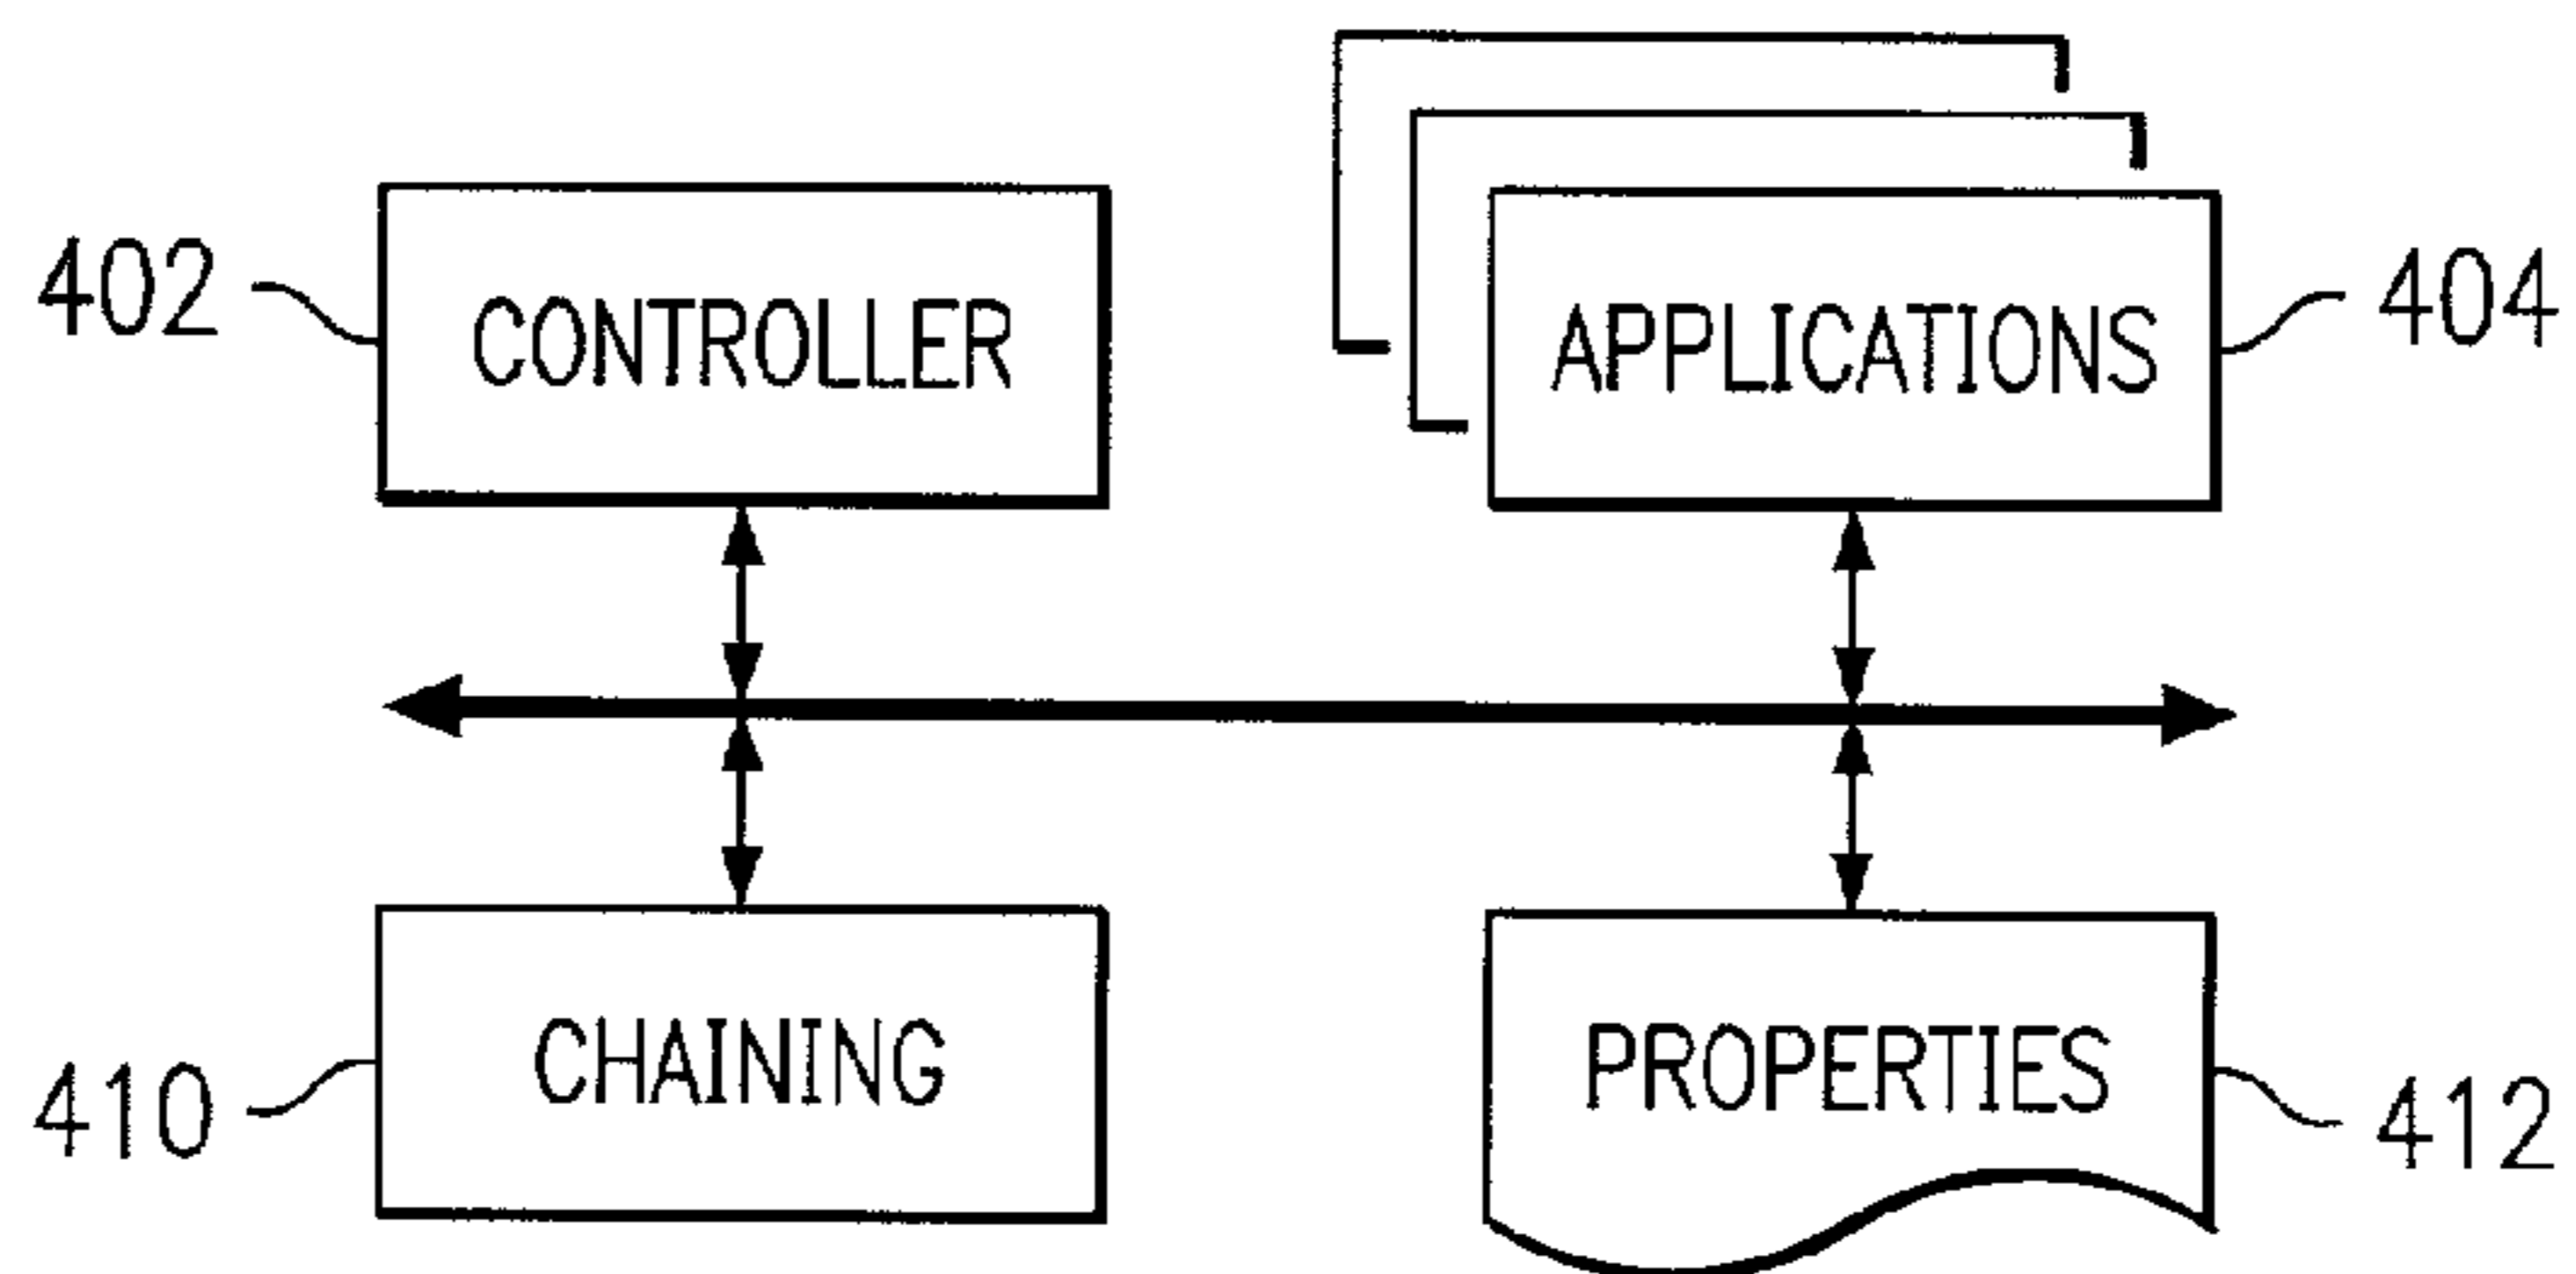 402
CONTROLLER
APPLICATIONS
404
410
CHAINING
PROPERTIES
412